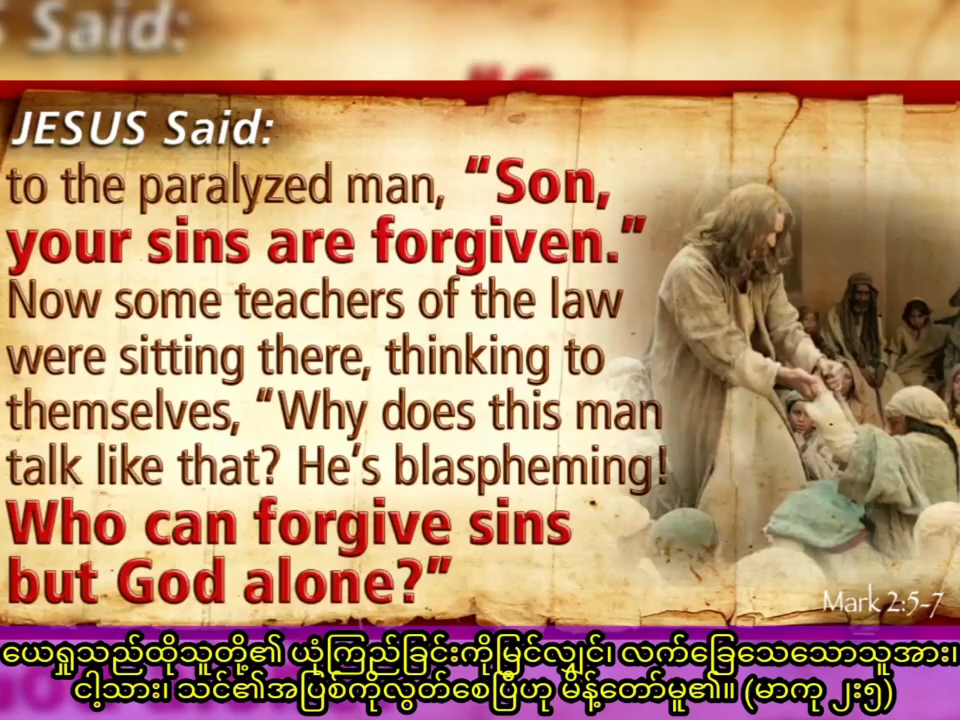 Said:
JESUS Said:
to the paralyzed man, “Son,
your sins are forgiven.”
Now some teachers of the law
were sitting there, thinking to
themselves, “Why does this man
talk like that? He’s blaspheming!
Who can forgive sins
but God alone?”
Mark 2:5-7
ယေရှုသည်ထိုသူတို့၏ ယုံကြည်ခြင်းကိုမြင်လျှင်၊ လက်ခြေသေသောသူအား၊
ငါ့သား၊ သင်၏အပြစ်ကိုလွှတ်စေပြီဟု မိန့်တော်မူ၏။ (မာကု ၂း၅)